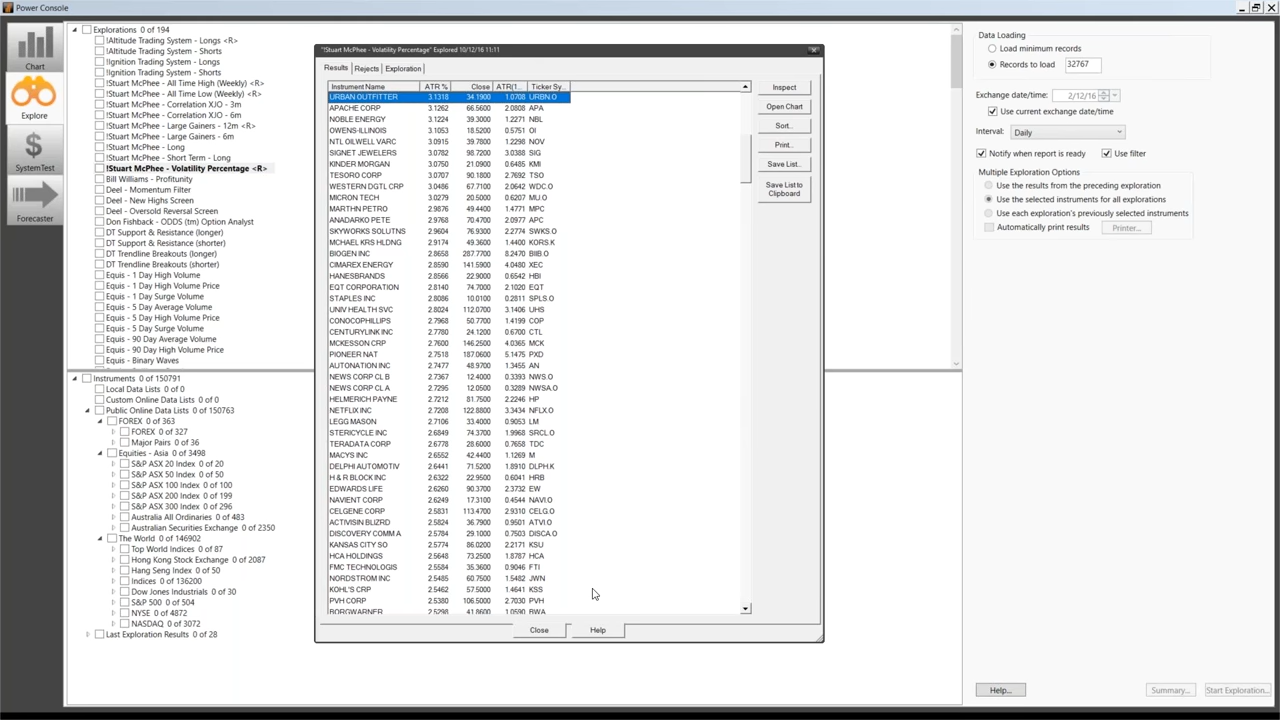 Power Console
Chart
Explore
SystemTest
Forecaster
Explorations 0 of 194
!Altitude Trading System - Longs <R>
!Altitude Trading System - Shorts
!Ignition Trading System - Longs
!Ignition Trading System - Shorts
!Stuart McPhee - All Time High (Weekly) <R>
!Stuart McPhee - All Time Low (Weekly) <R>
!Stuart McPhee - Correlation XJO - 3m
!Stuart McPhee - Correlation XJO - 6m
!Stuart McPhee - Large Gainers - 12m <R>
!Stuart McPhee - Large Gainers - 6m
!Stuart McPhee - Long
!Stuart McPhee - Short Term - Long
!Stuart McPhee - Volatility Percentage <R>
Bill Williams - Profitunity
Deel - Momentum Filter
Deel - New Highs Screen
Deel - Oversold Reversal Screen
Don Fishback - ODDS (tm) Option Analyst
DT Support & Resistance (longer)
DT Support & Resistance (shorter)
DT Trendline Breakouts (longer)
DT Trendline Breakouts (shorter)
Equis - 1 Day High Volume
Equis - 1 Day High Volume Price
Equis - 1 Day Surge Volume
Equis - 5 Day Average Volume
Equis - 5 Day High Volume Price
Equis - 5 Day Surge Volume
Equis - 90 Day Average Volume
Equis - 90 Day High Volume Price
Equis - Binary Waves
Instruments 0 of 150791
Local Data Lists 0 of 0
Custom Online Data Lists 0 of 0
Public Online Data Lists 0 of 150763
FOREX 0 of 363
FOREX 0 of 327
Major Pairs 0 of 36
Equities - Asia 0 of 3498
S&P ASX 20 Index 0 of 20
S&P ASX 50 Index 0 of 50
S&P ASX 100 Index 0 of 100
S&P ASX 200 Index 0 of 199
S&P ASX 300 Index 0 of 296
Australia All Ordinaries 0 of 483
Australian Securities Exchange 0 of 2350
The World 0 of 146902
Top World Indices 0 of 87
Hong Kong Stock Exchange 0 of 2087
Hang Seng Index 0 of 50
Indices 0 of 136200
Dow Jones Industrials 0 of 30
S&P 500 0 of 504
NYSE 0 of 4872
NASDAQ 0 of 3072
Last Exploration Results 0 of 28
"!Stuart McPhee - Volatility Percentage" Explored 10/12/16 11:11
Results Rejects Exploration
Instrument Name ATR % Close ATR(1... Ticker Sy...
URBAN OUTFITTER 3.1318 34.1900 1.0708 URBN.O
APACHE CORP 3.1262 66.5600 2.0808 APA
NOBLE ENERGY 3.1224 39.3000 1.2271 NBL
OWENS-ILLINOIS 3.1053 18.5200 0.5751 OI
NTL OILWELL VARC 3.0915 39.7800 1.2298 NOV
SIGNET JEWELERS 3.0782 98.7200 3.0388 SIG
KINDER MORGAN 3.0750 21.0900 0.6485 KMI
TESORO CORP 3.0707 90.1800 2.7692 TSO
WESTERN DGTL CRP 3.0486 67.7100 2.0642 WDC.O
MICRON TECH 3.0279 20.5000 0.6207 MU.O
MARTHN PETRO 2.9876 49.4400 1.4771 MPC
ANADARKO PETE 2.9768 70.4700 2.0977 APC
SKYWORKS SOLUTNS 2.9604 76.9300 2.2774 SWKS.O
MCHAEL KRS HLDNG 2.9174 49.3600 1.4400 KORS.K
BIOGEN INC 2.8658 287.7700 8.2470 BIIB.O
CIMAREX ENERGY 2.8590 141.5900 4.0480 XEC
HANESBRANDS 2.8566 22.9000 0.6542 HBI
EQT CORPORATION 2.8140 74.7000 2.1020 EQT
STAPLES INC 2.8086 10.0100 0.2811 SPLS.O
UNIV HEALTH SVC 2.8024 112.0700 3.1406 UHS
CONOCOPHILLIPS 2.7968 50.7700 1.4199 COP
CENTURYLINK INC 2.7780 24.1200 0.6700 CTL
MCKESSON CRP 2.7600 146.2500 4.0365 MCK
PIONEER NAT 2.7518 187.0600 5.1475 PXD
AUTONATION INC 2.7477 48.9700 1.3455 AN
NEWS CORP CL B 2.7367 12.4000 0.3393 NWS.O
NEWS CORP CL A 2.7295 12.0500 0.3289 NWSA.O
HELMERICH PAYNE 2.7212 81.7500 2.2246 HP
NETFLIX INC 2.7208 122.8800 3.3434 NFLX.O
LEGG MASON 2.7106 33.4000 0.9053 LM
STERICYCLE INC 2.6849 74.3700 1.9968 SRCL.O
TERADATA CORP 2.6778 28.6000 0.7658 TDC
MACYS INC 2.6552 42.4400 1.1269 M
DELPHI AUTOMOTIV 2.6441 71.5200 1.8910 DLPH.K
H & R BLOCK INC 2.6322 22.9500 0.6041 HRB
EDWARDS LIFE 2.6260 90.3700 2.3732 EW
NAVIENT CORP 2.6249 17.3100 0.4544 NAVI.O
CELGENE CORP 2.5831 113.4700 2.9310 CELG.O
ACTIVISIN BLIZRD 2.5824 36.7900 0.9501 ATVI.O
DISCOVERY COMM A 2.5784 29.1000 0.7503 DISCA.O
KANSAS CITY SO 2.5774 86.0200 2.2171 KSU
HCA HOLDINGS 2.5648 73.2500 1.8787 HCA
FMC TECHNOLOGIS 2.5584 35.3600 0.9046 FTI
NORDSTROM INC 2.5485 60.7500 1.5482 JWN
KOHL'S CRP 2.5462 57.5000 1.4641 KSS
PVH CORP 2.5380 106.5000 2.7030 PVH
BORGWARNER 2.5298 41.8600 1.0590 BWA
Inspect
Open Chart
Sort..
Print..
Save List..
Save List to
Clipboard
Close Help
Data Loading
Load minimum records
Records to load 32767
Exchange date/time: 2/12/16
Use current exchange date/time
Interval: Daily
Notify when report is ready Use filter
Multiple Exploration Options
Use the results from the preceding exploration
Use the selected instruments for all explorations
Use each exploration's previously selected instruments
Automatically print results Printer...
Help... Summary... Start Exploration...